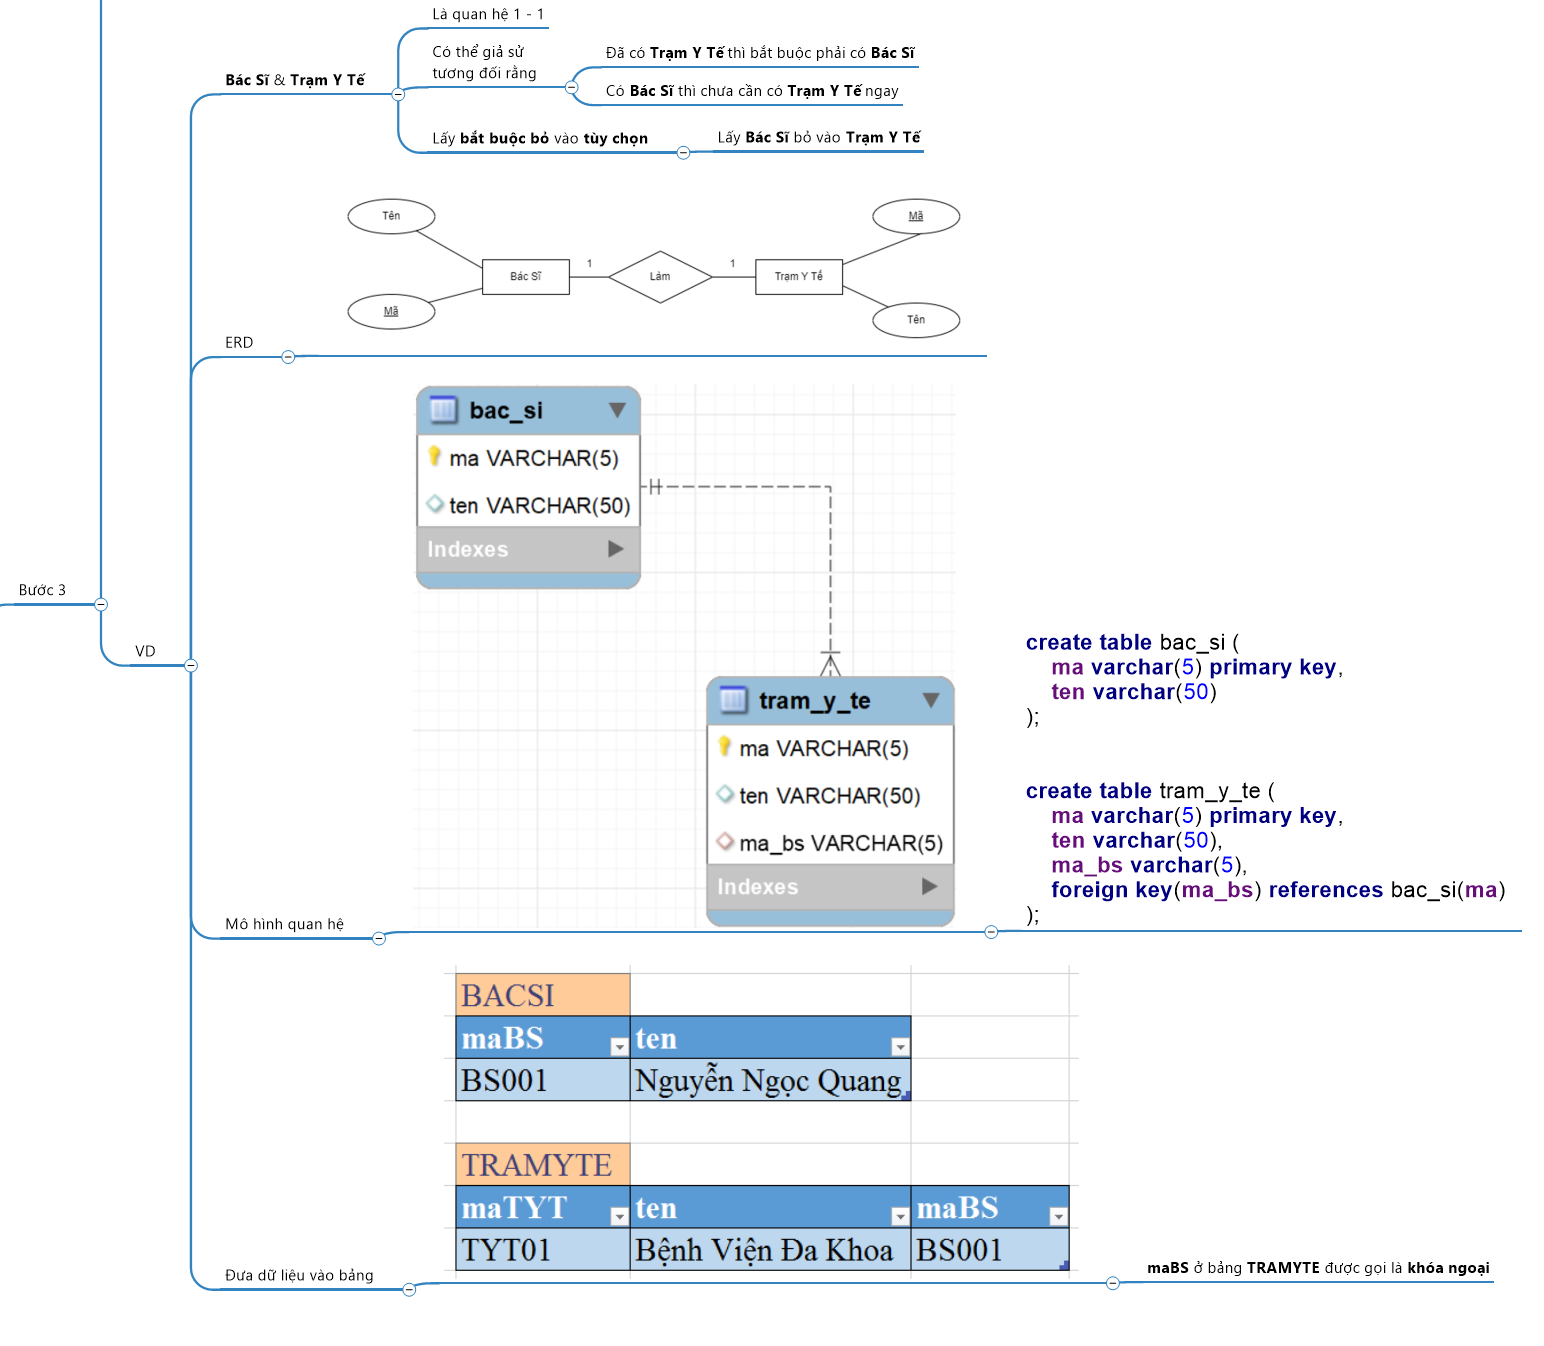 Bước 3
VD
Bác Sĩ & Trạm Y Tế
Là quan hệ 1 - 1
Có thể giả sử
tương đối rằng
Đã có Trạm Y Tế thì bắt buộc phải có Bác Sĩ
Có Bác Sĩ thì chưa cần có Trạm Y Tế ngay
Lấy bắt buộc bỏ vào tùy chọn
Lấy Bác Sĩ bỏ vào Trạm Y Tế
ERD
Tên
Mã
Bác Sĩ
1
Làm
1
Trạm Y Tế
Mã
Tên
Mô hình quan hệ
bac_si
ma VARCHAR(5)
ten VARCHAR(50)
Indexes
tram_y_te
ma VARCHAR(5)
ten VARCHAR(50)
ma_bs VARCHAR(5)
Indexes
create table bac_si (
ma varchar(5) primary key,
ten varchar(50)
);
create table tram_y_te (
ma varchar(5) primary key,
ten varchar(50),
ma_bs varchar(5),
foreign key(ma_bs) references bac_si(ma)
);
Đưa dữ liệu vào bảng
BACSI
maBS ten
BS001 Nguyễn Ngọc Quang
TRAMYTE
maTYT ten maBS
TYT01 Bệnh Viện Đa Khoa BS001
maBS ở bảng TRAMYTE được gọi là khóa ngoại